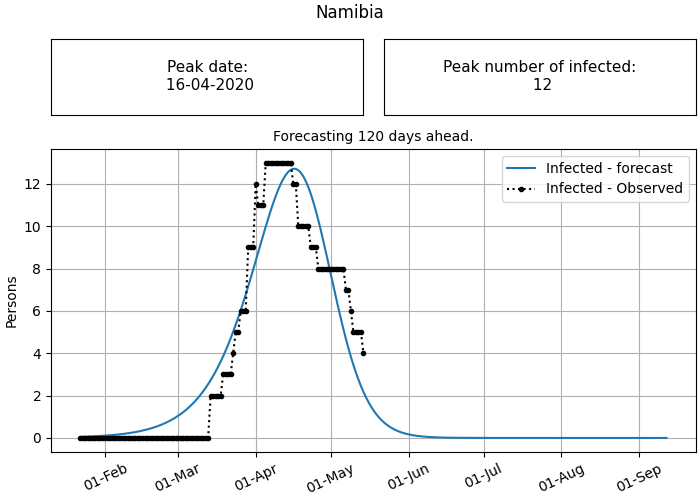 Namibia
Peak date:
16-04-2020
Peak number of infected:
12
Forecasting 120 days ahead.
Infected - forecast
Infected - Observed
Persons
12
10
8
6
4
2
0
01-Feb
01-Mar
01-Apr
01-May
01-Jun
01-Jul
01-Aug
01-Sep